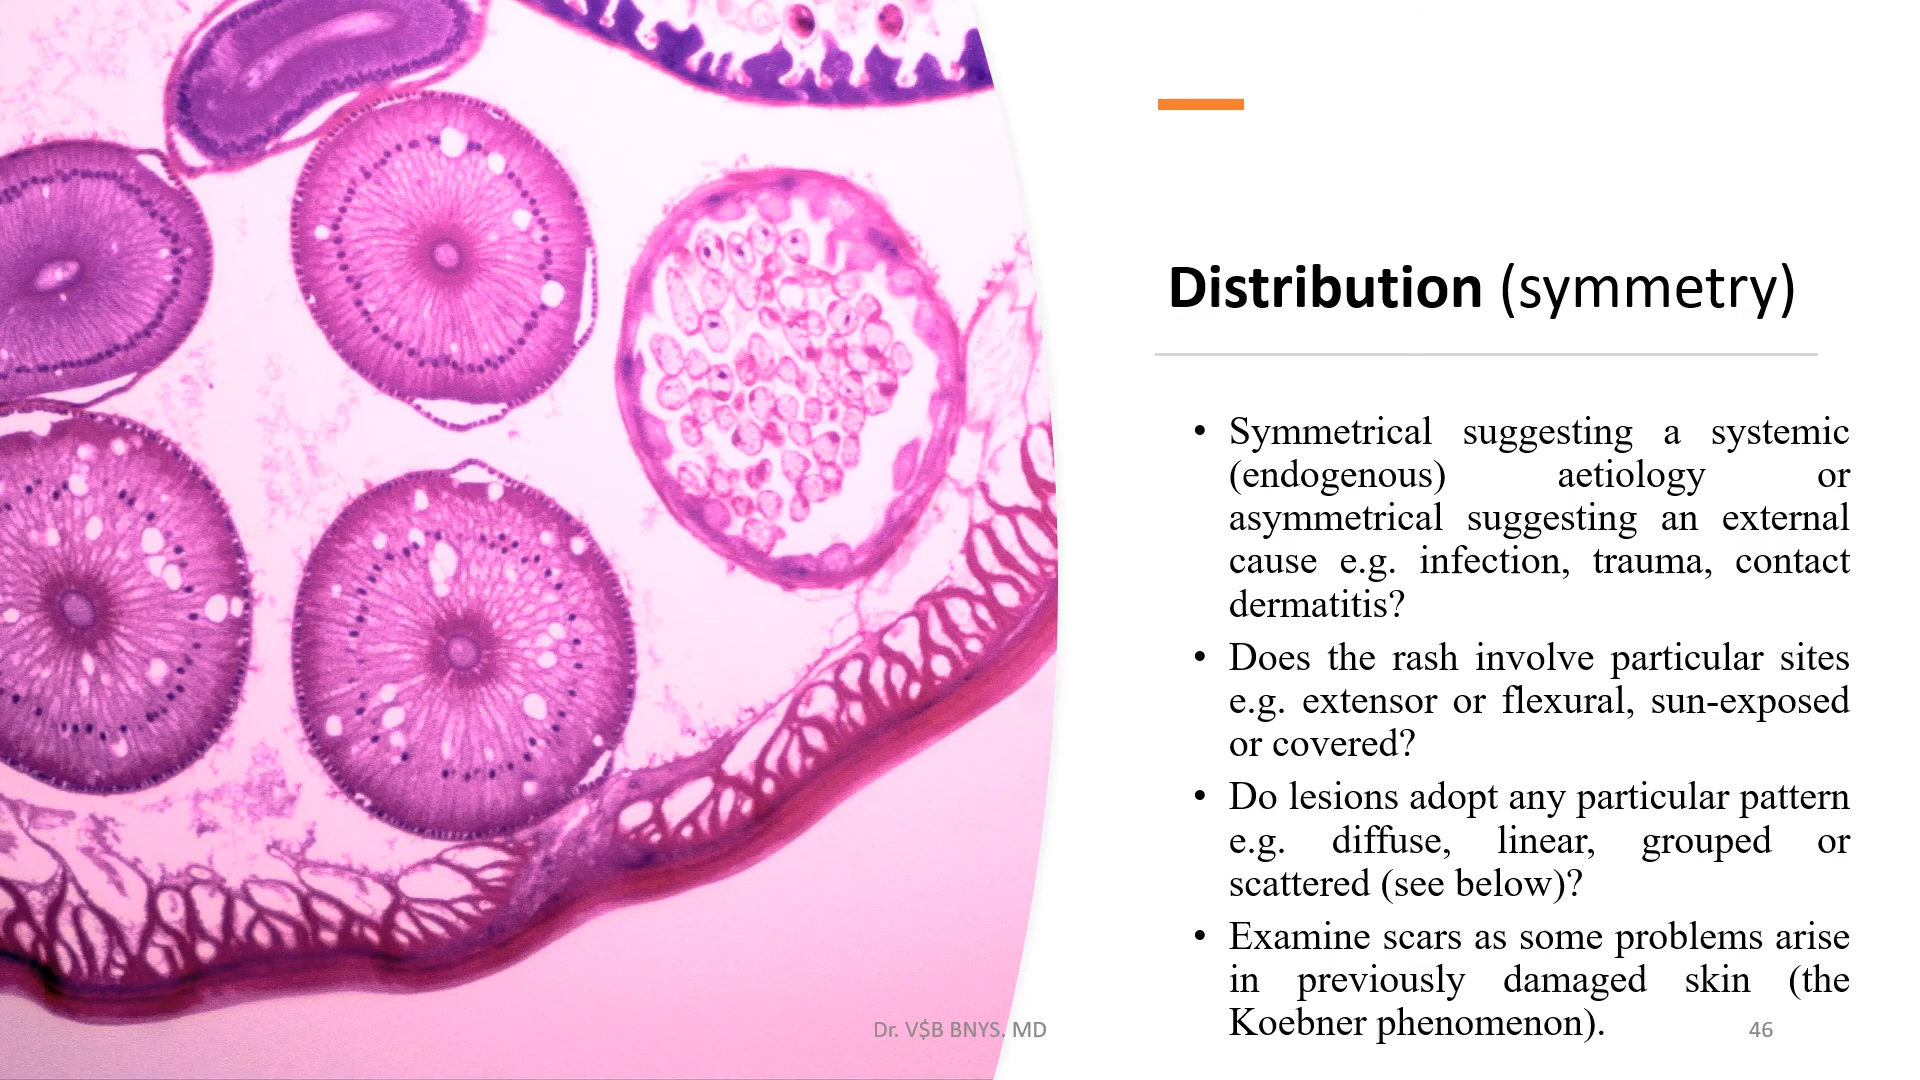 Distribution (symmetry)
• Symmetrical suggesting a systemic
(endogenous) aetiology or
asymmetrical suggesting an external
cause e.g. infection, trauma, contact
dermatitis?
• Does the rash involve particular sites
e.g. extensor or flexural, sun-exposed
or covered?
• Do lesions adopt any particular pattern
e.g. diffuse, linear, grouped or
scattered (see below)?
• Examine scars as some problems arise
in previously damaged skin (the
Koebner phenomenon).
Dr. V$B BNYS. MD
46